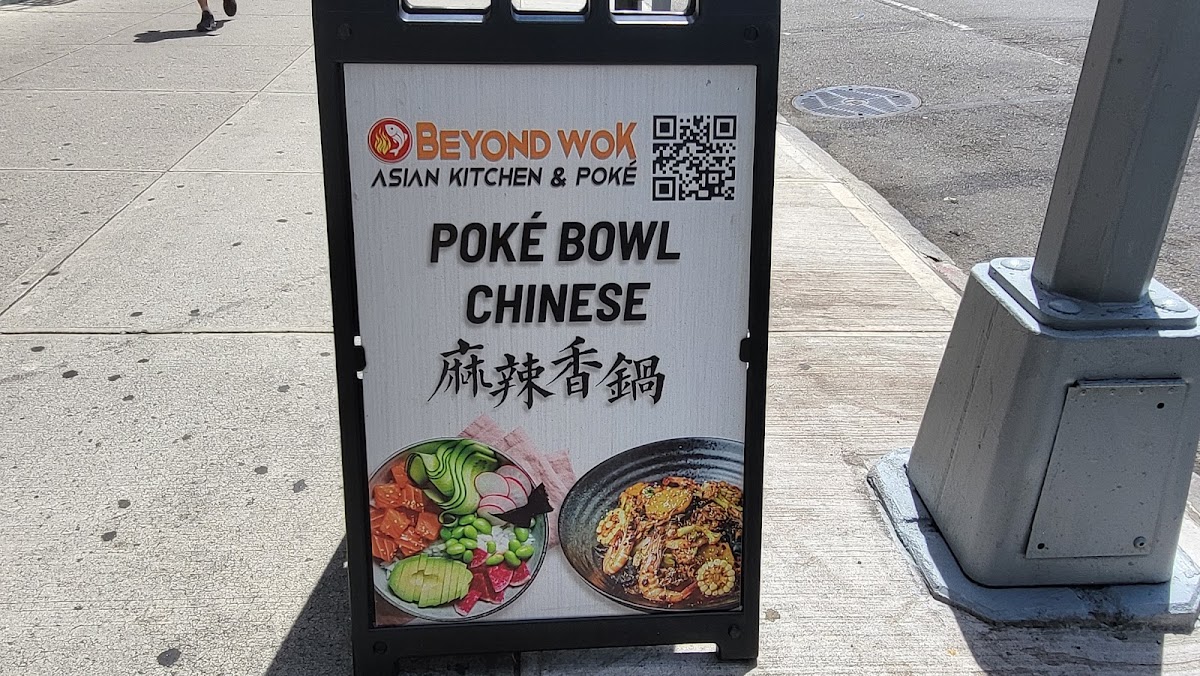 BEYOND WOK
ASIAN KITCHEN & POKÉ
POKÉ BOWL
CHINESE
麻辣香鍋